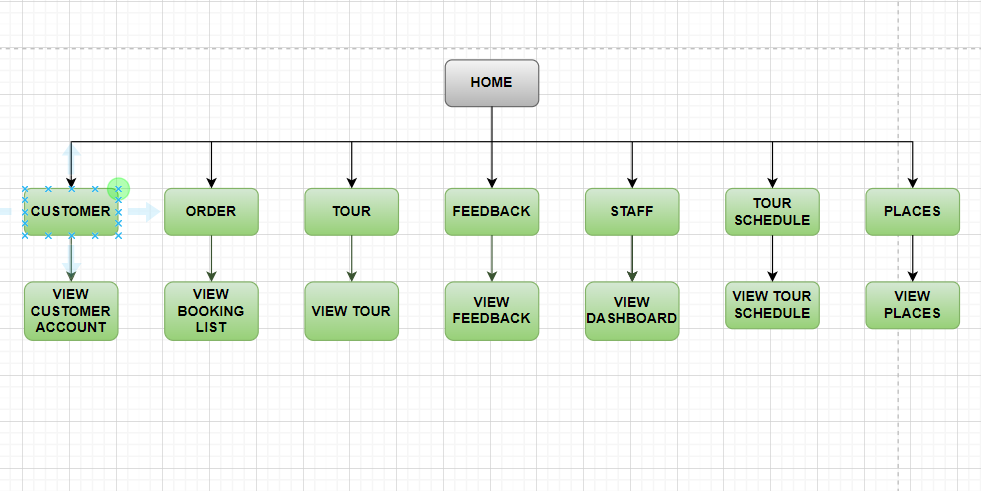 HOME
CUSTOMER
ORDER
TOUR
FEEDBACK
STAFF
TOUR
SCHEDULE
PLACES
VIEW
CUSTOMER
ACCOUNT
VIEW
BOOKING
LIST
VIEW TOUR
VIEW
FEEDBACK
VIEW
DASHBOARD
VIEW TOUR
SCHEDULE
VIEW
PLACES